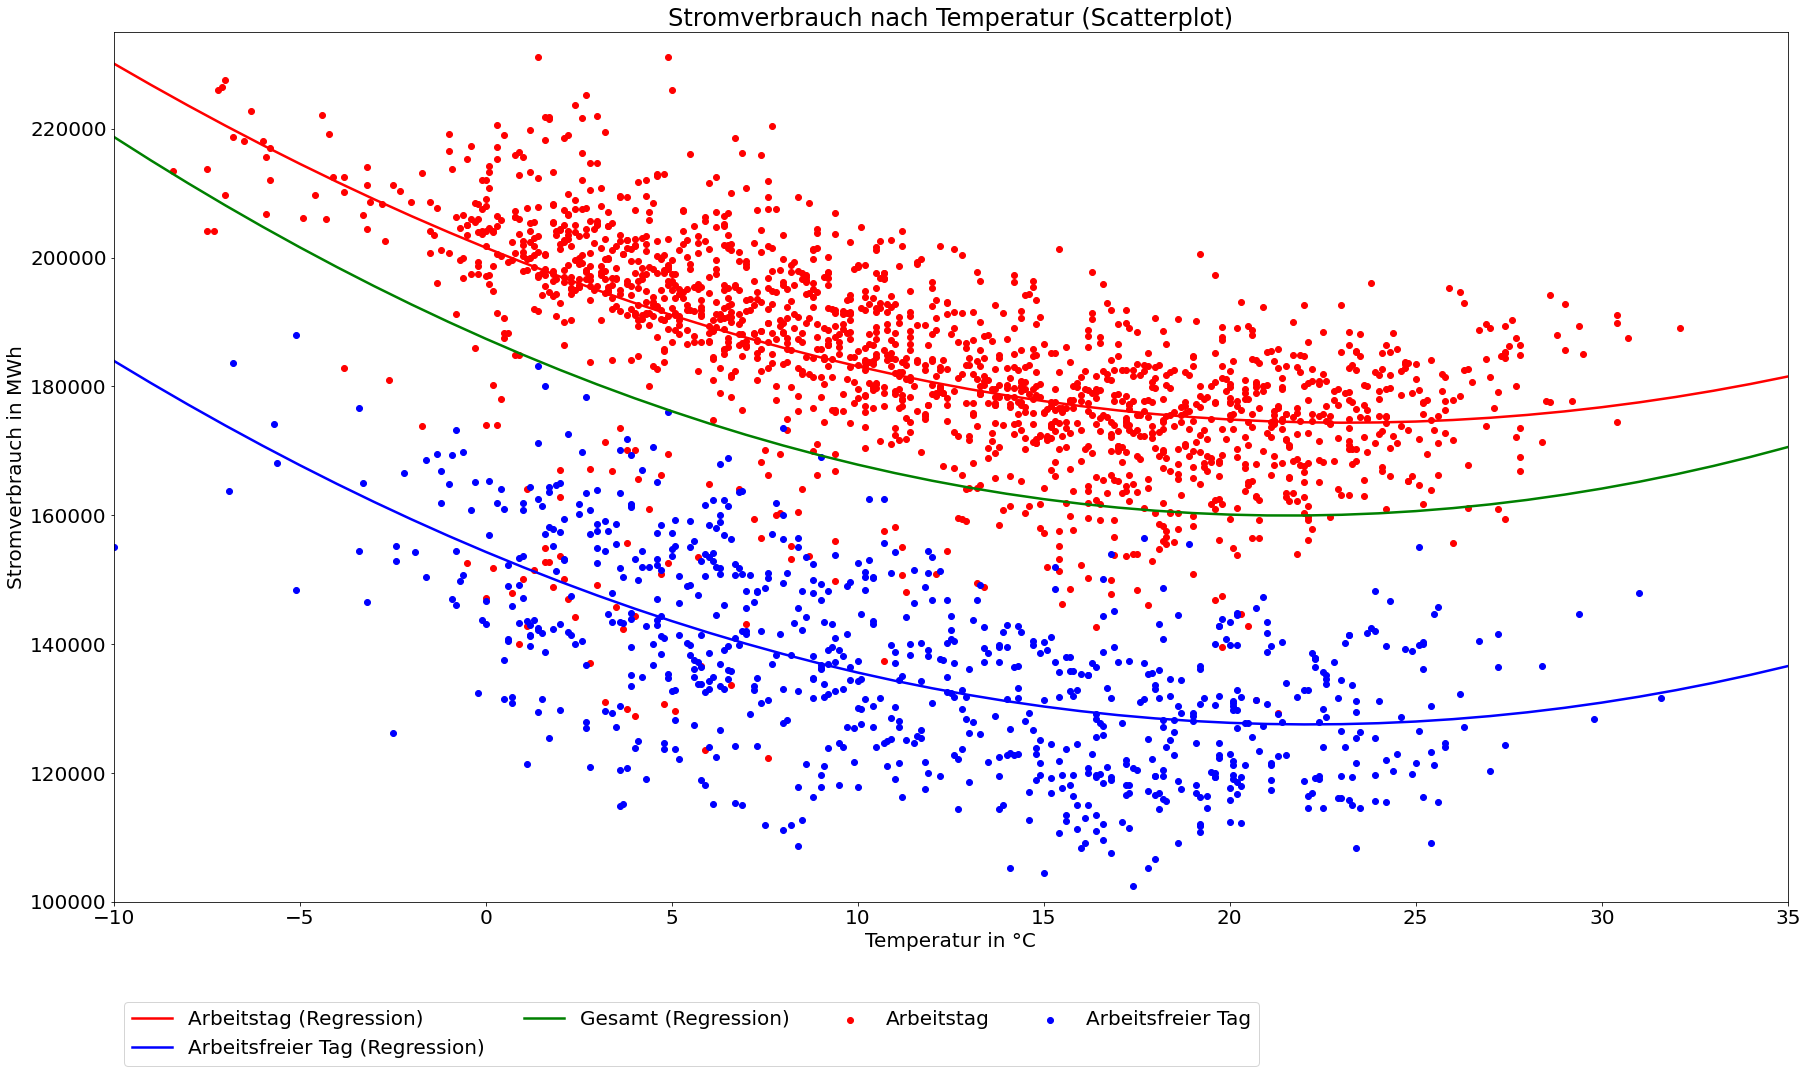 Stromverbrauch nach Temperatur (Scatterplot)
Stromverbrauch in MWh
220000
200000
180000
160000
140000
120000
100000
−10 −5 0 5 10 15 20 25 30 35
Temperatur in °C
Arbeitstag (Regression) Gesamt (Regression) Arbeitstag Arbeitsfreier Tag
Arbeitsfreier Tag (Regression)